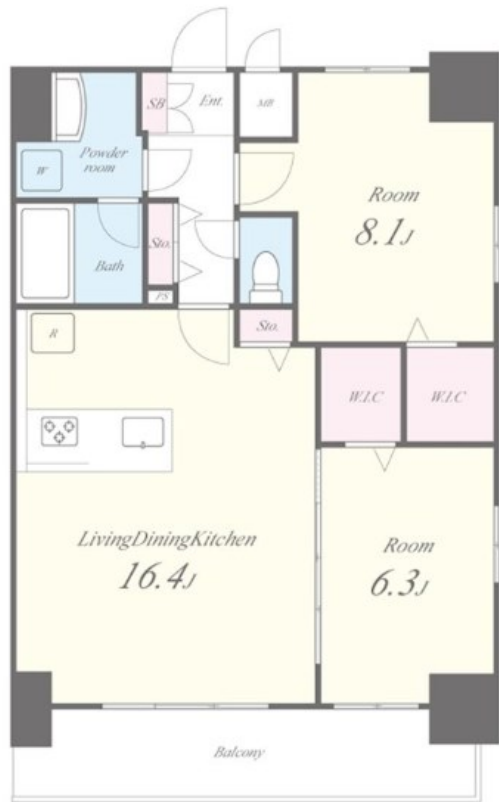 SB
Ent.
MB
Powder
room
W
Room
8.1J
Bath
Sto.
PS
R
Sto.
W.I.C
W.I.C
LivingDiningKitchen
16.4J
Room
6.3J
Balcony